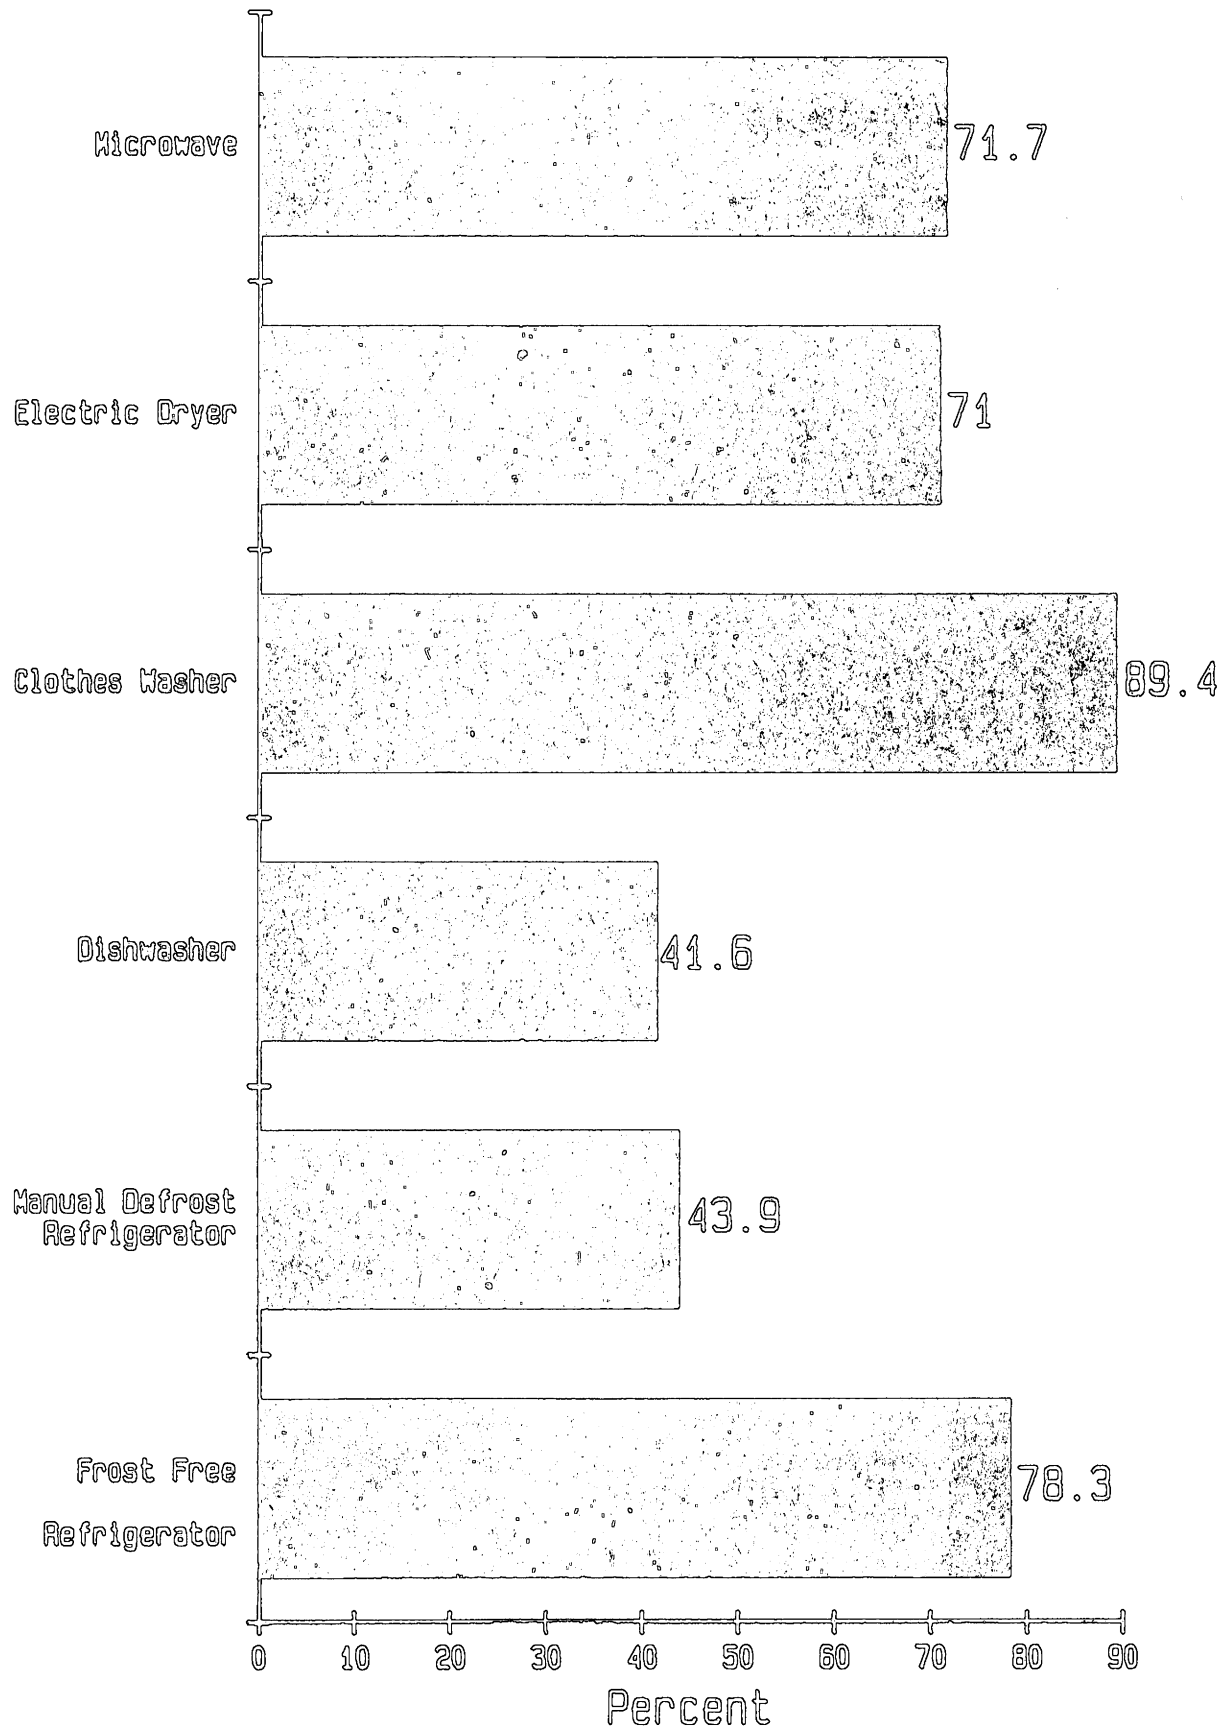 Microwave
71.7
Electric Dryer
71
Clothes Washer
89.4
Dishwasher
41.6
Manual Defrost
Refrigerator
43.9
Frost Free
Refrigerator
78.3
0 10 20 30 40 50 60 70 80 90
Percent